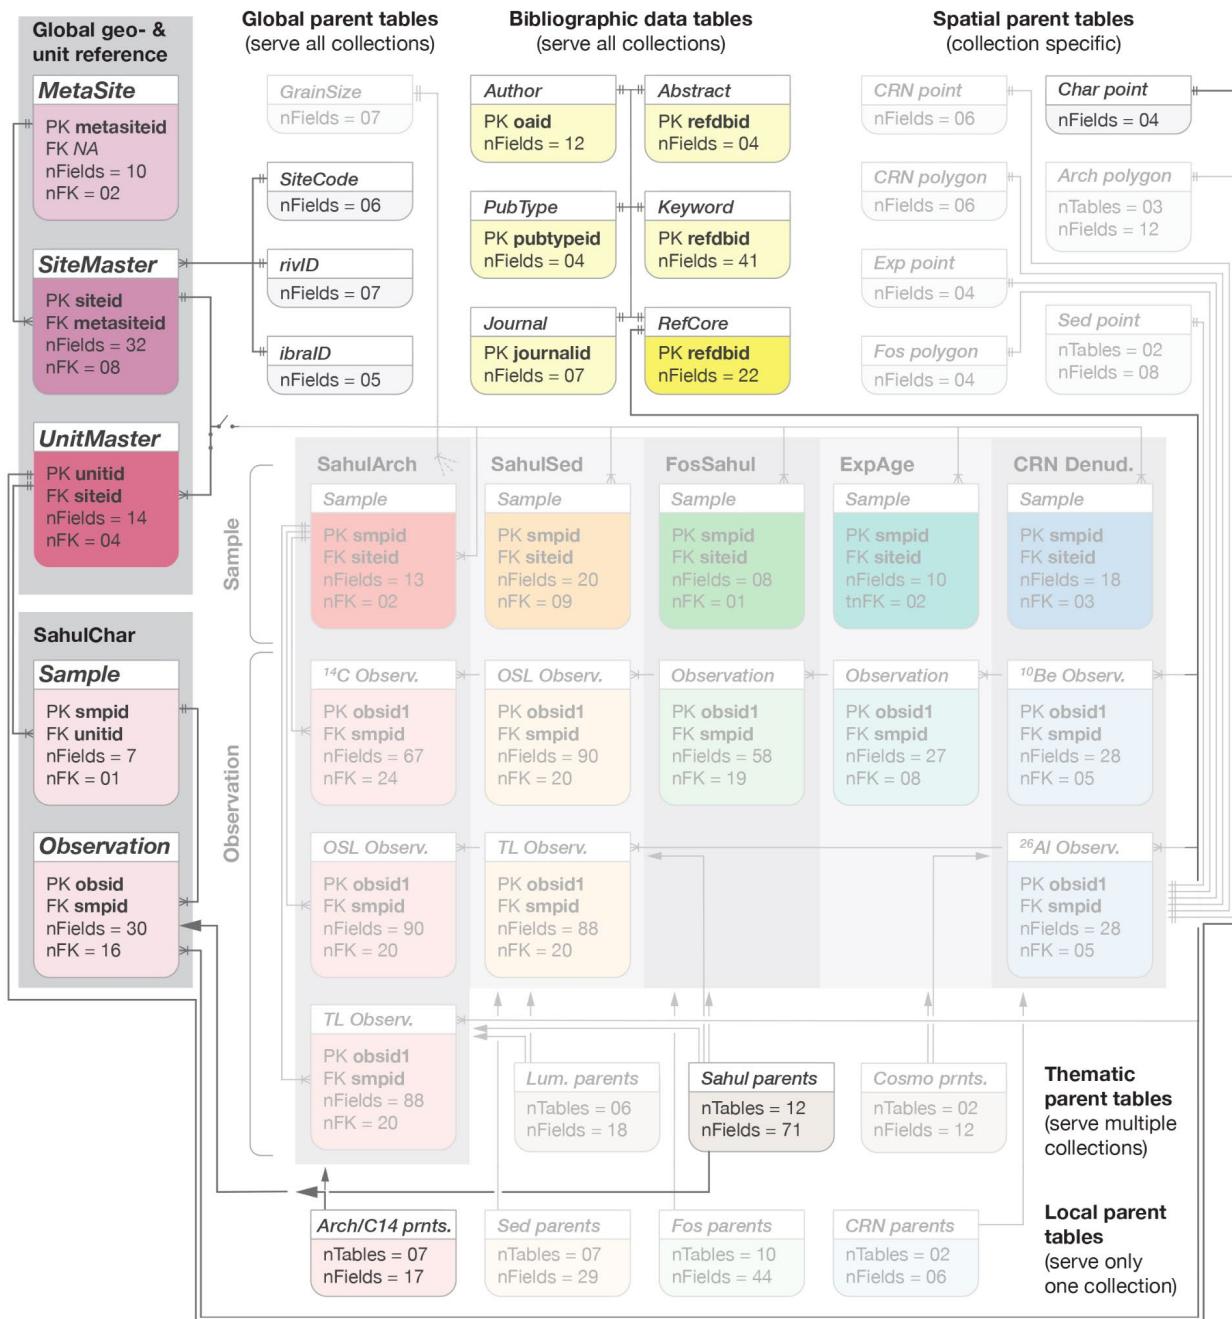 Global geo- &
unit reference
MetaSite
PK metasiteid
FK NA
nFields = 10
nFK = 02
SiteMaster
PK siteid
FK metasiteid
nFields = 32
nFK = 08
UnitMaster
PK unitid
FK siteid
nFields = 14
nFK = 04
SahulChar
Sample
PK smpid
FK unitid
nFields = 7
nFK = 01
Observation
PK obsid
FK smpid
nFields = 30
nFK = 16
Global parent tables
(serve all collections)
GrainSize
nFields = 07
SiteCode
nFields = 06
rivID
nFields = 07
ibraID
nFields = 05
Bibliographic data tables
(serve all collections)
Author
PK oaid
nFields = 12
Abstract
PK refdbid
nFields = 04
PubType
PK pubtypeid
nFields = 04
Keyword
PK refdbid
nFields = 41
Journal
PK journalid
nFields = 07
RefCore
PK refdbid
nFields = 22
Spatial parent tables
(collection specific)
CRN point
nFields = 06
Char point
nFields = 04
CRN polygon
nFields = 06
Arch polygon
nTables = 03
nFields = 12
Exp point
nFields = 04
Sed point
nTables = 02
nFields = 08
Fos polygon
nFields = 04
Sample
Observation
SahulArch
Sample
PK smpid
FK siteid
nFields = 13
nFK = 02
14C Observ.
PK obsid1
FK smpid
nFields = 67
nFK = 24
OSL Observ.
PK obsid1
FK smpid
nFields = 90
nFK = 20
TL Observ.
PK obsid1
FK smpid
nFields = 88
nFK = 20
SahulSed
Sample
PK smpid
FK siteid
nFields = 20
nFK = 09
OSL Observ.
PK obsid1
FK smpid
nFields = 90
nFK = 20
TL Observ.
PK obsid1
FK smpid
nFields = 88
nFK = 20
FosSahul
Sample
PK smpid
FK siteid
nFields = 08
nFK = 01
Observation
PK obsid1
FK smpid
nFields = 58
nFK = 19
ExpAge
Sample
PK smpid
FK siteid
nFields = 10
tnFK = 02
Observation
PK obsid1
FK smpid
nFields = 27
nFK = 08
CRN Denud.
Sample
PK smpid
FK siteid
nFields = 18
nFK = 03
10Be Observ.
PK obsid1
FK smpid
nFields = 28
nFK = 05
26Al Observ.
PK obsid1
FK smpid
nFields = 28
nFK = 05
Lum. parents
nTables = 06
nFields = 18
Sahul parents
nTables = 12
nFields = 71
Cosmo prnts.
nTables = 02
nFields = 12
Thematic
parent tables
(serve multiple
collections)
Arch/C14 prnts.
nTables = 07
nFields = 17
Sed parents
nTables = 07
nFields = 29
Fos parents
nTables = 10
nFields = 44
CRN parents
nTables = 02
nFields = 06
Local parent
tables
(serve only
one collection)